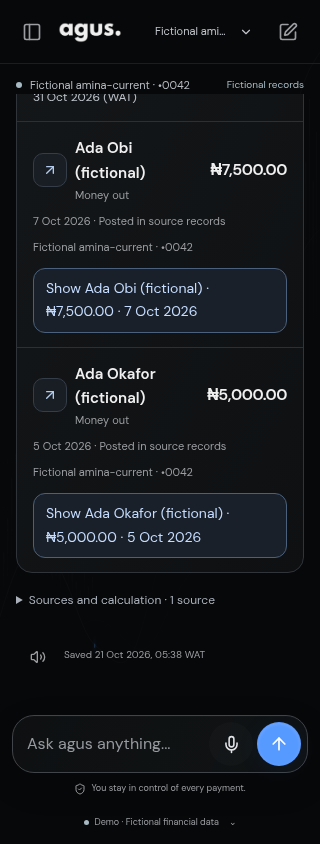 agus.
Fictional ami...
Fictional amina-current · •0042
Fictional records
31 Oct 2026 (WAT)
Ada Obi
(fictional)
₦7,500.00
Money out
7 Oct 2026 · Posted in source records
Fictional amina-current · •0042
Show Ada Obi (fictional) ·
₦7,500.00 · 7 Oct 2026
Ada Okafor
(fictional)
₦5,000.00
Money out
5 Oct 2026 · Posted in source records
Fictional amina-current · •0042
Show Ada Okafor (fictional) ·
₦5,000.00 · 5 Oct 2026
Sources and calculation · 1 source
Saved 21 Oct 2026, 05:38 WAT
Ask agus anything...
You stay in control of every payment.
Demo · Fictional financial data